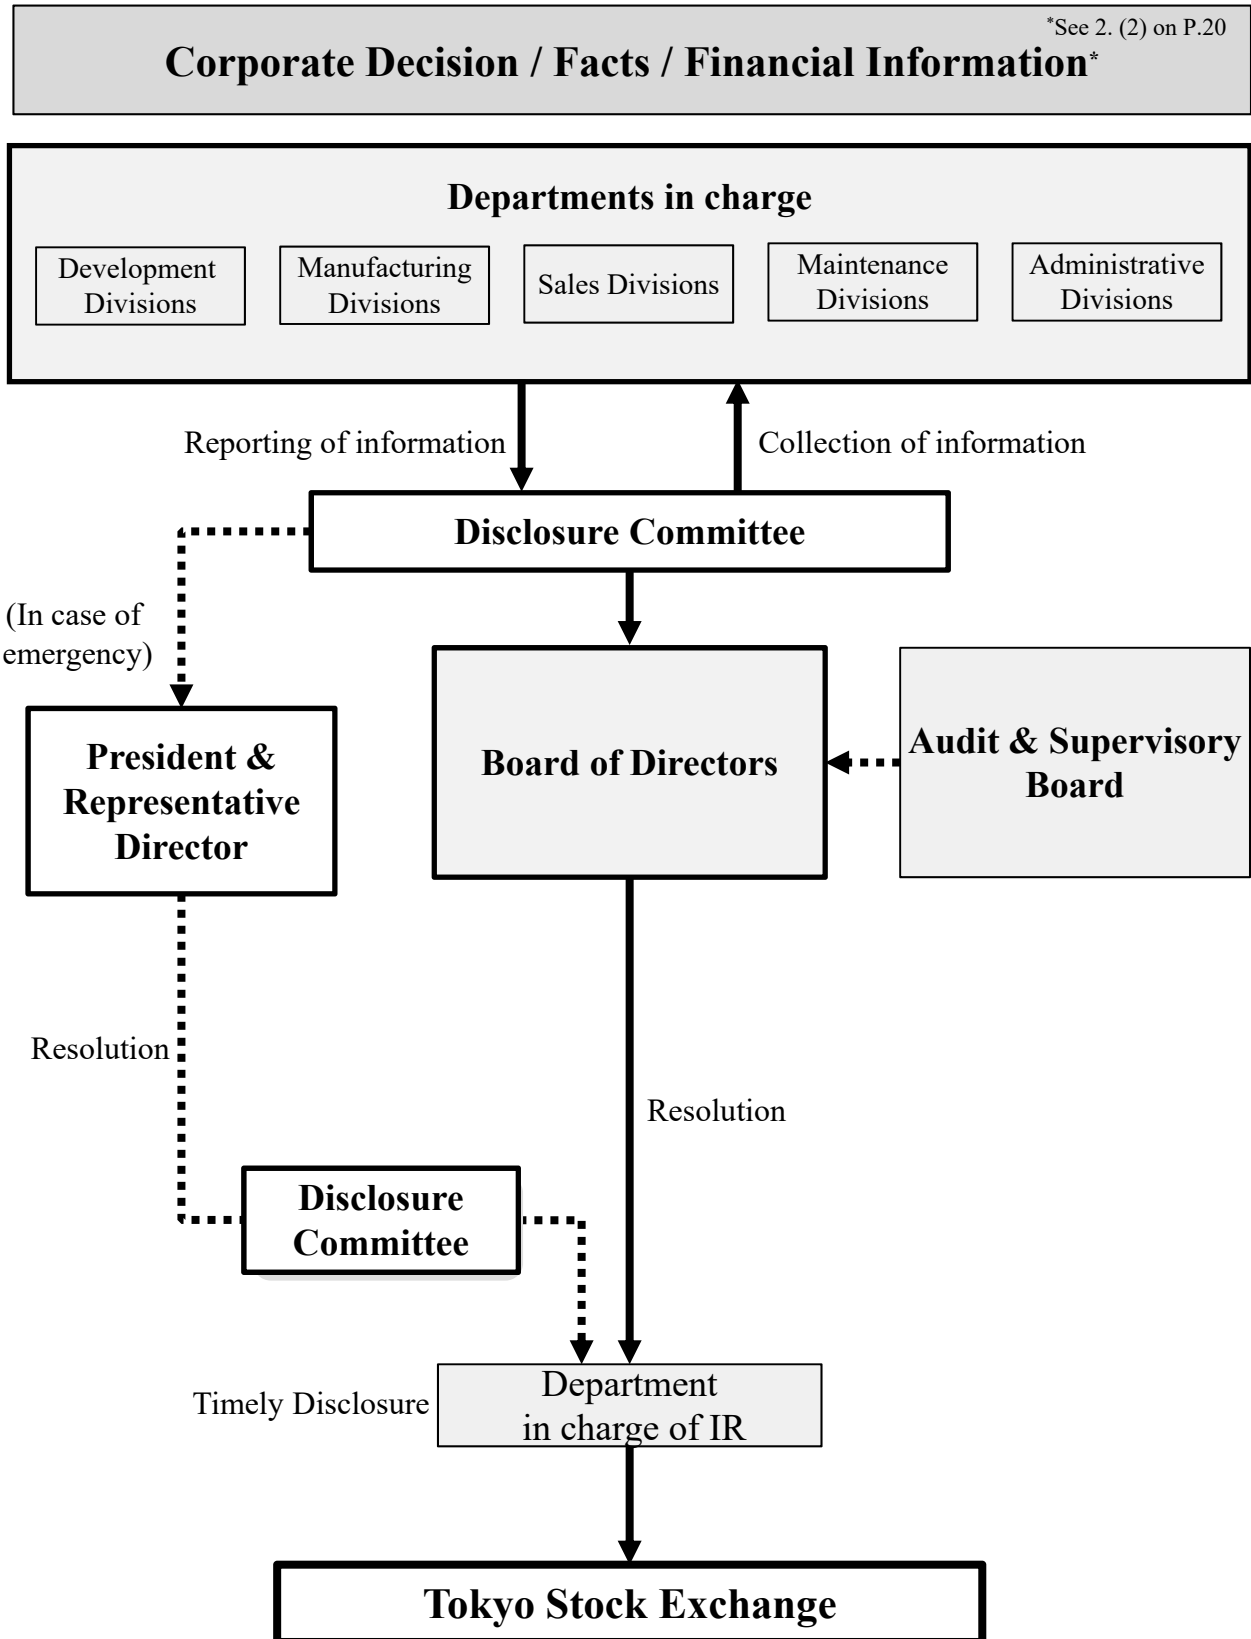 *See 2. (2) on P.20
Corporate Decision / Facts / Financial Information*
Departments in charge
Development
Divisions
Manufacturing
Divisions
Sales Divisions
Maintenance
Divisions
Administrative
Divisions
Reporting of information
Collection of information
Disclosure Committee
(In case of
emergency)
President &
Representative
Director
Board of Directors
Audit & Supervisory
Board
Resolution
Resolution
Disclosure
Committee
Timely Disclosure
Department
in charge of IR
Tokyo Stock Exchange